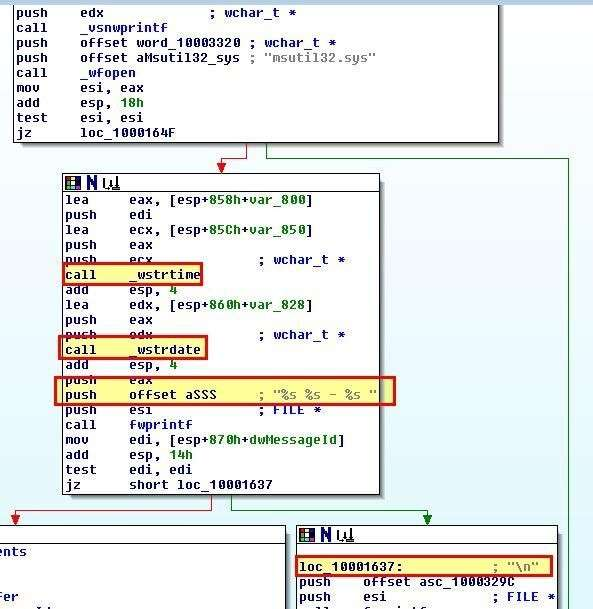 push edx ; wchar_t *
call _vsnwprintf
push offset word_10003320 ; wchar_t *
push offset aMsutil32_sys ; "msutil32.sys"
call _wfopen
mov esi, eax
add esp, 18h
test esi, esi
jz loc_1000164F
N
lea eax, [esp+858h+var_800]
push edi
lea ecx, [esp+85Ch+var_850]
push eax
push ecx ; wchar_t *
call _wstrtime
add esp, 4
lea edx, [esp+860h+var_828]
push eax
push edx ; wchar_t *
call _wstrdate
add esp, 4
push eax
push offset aSSS ; "%s %s - %s "
push esi ; FILE *
call fwprintf
mov edi, [esp+870h+dwMessageId]
add esp, 14h
test edi, edi
jz short loc_10001637
ents
fer
N
loc_10001637: ; "\n"
push offset asc_1000329C
push esi ; FILE *